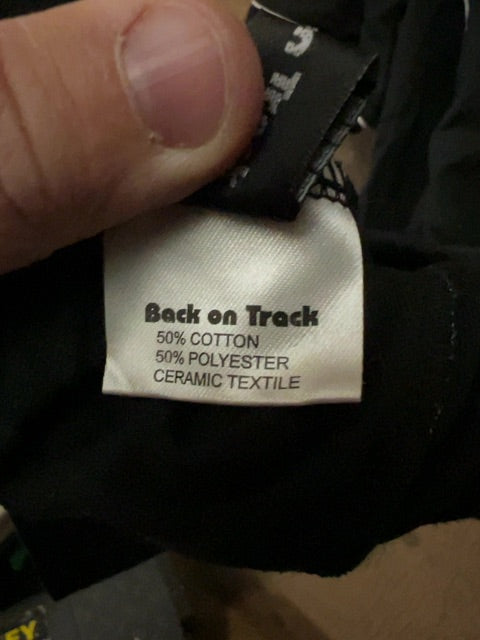 Back on Track
50% COTTON
50% POLYESTER
CERAMIC TEXTILE